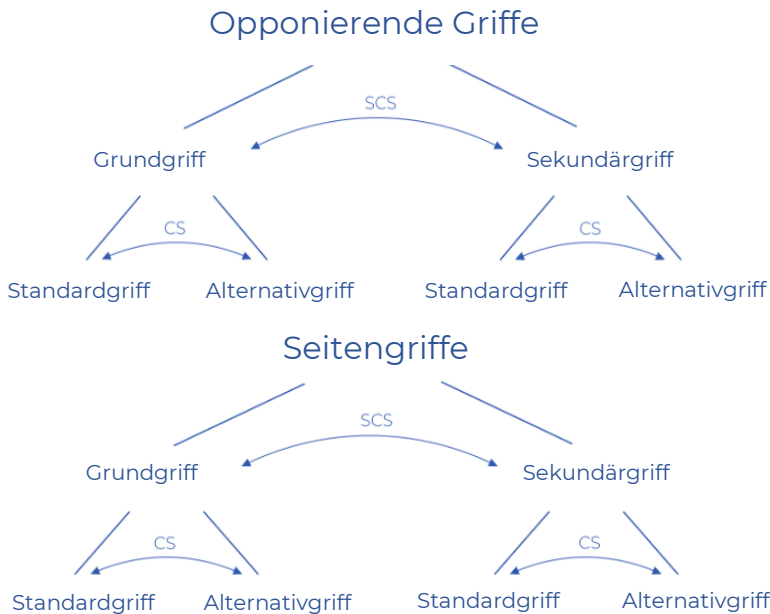 Opponierende Griffe
SCS
Grundgriff
Sekundärgriff
CS
CS
Standardgriff
Alternativgriff
Standardgriff
Alternativgriff
Seitengriffe
SCS
Grundgriff
Sekundärgriff
CS
CS
Standardgriff
Alternativgriff
Standardgriff
Alternativgriff